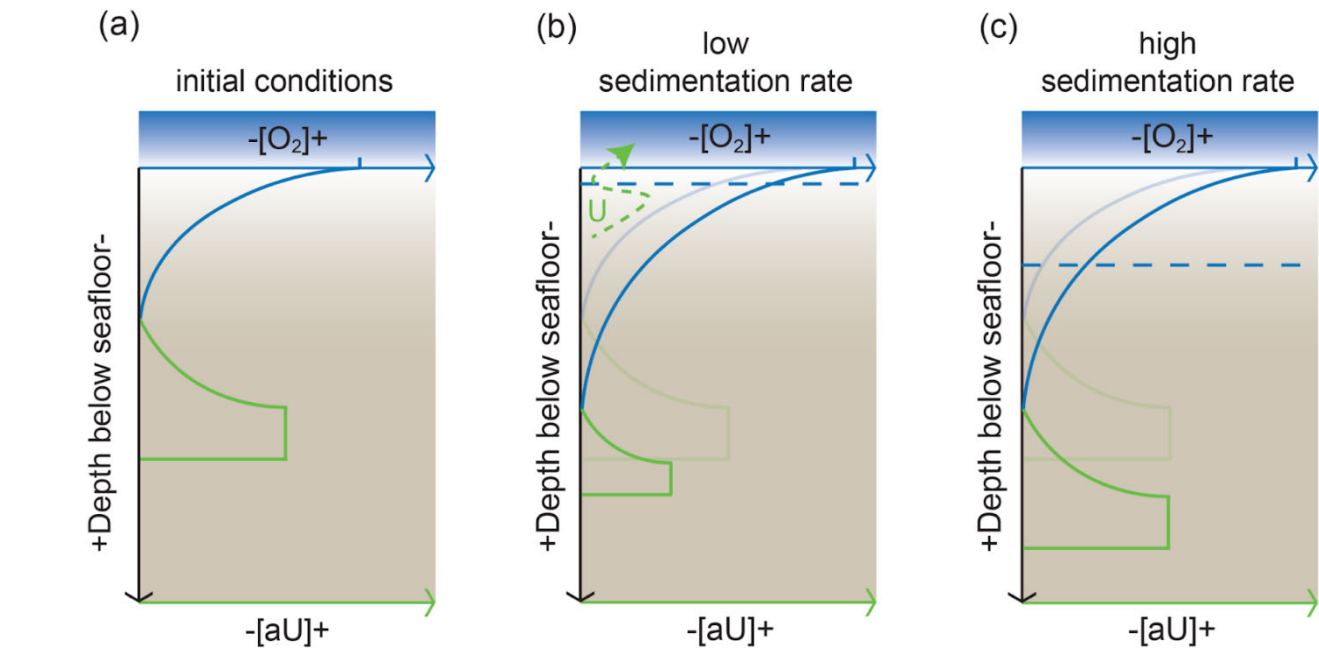 (a)
initial conditions
-[O₂]+
+Depth below seafloor-
-[aU]+
(b)
low
sedimentation rate
-[O₂]+
U
+Depth below seafloor-
-[aU]+
(c)
high
sedimentation rate
-[O₂]+
+Depth below seafloor-
-[aU]+